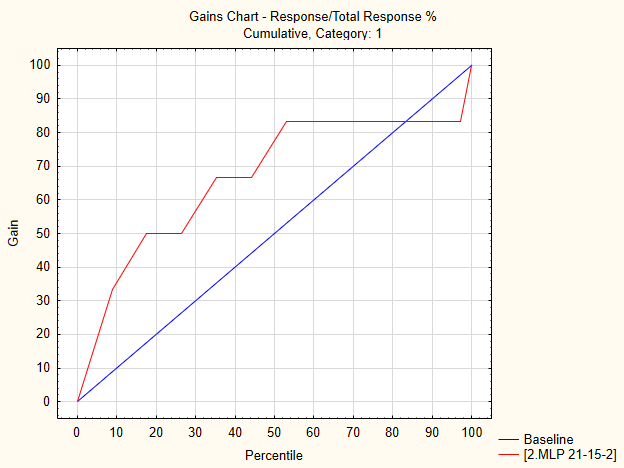 Gains Chart - Response/Total Response %
Cumulative, Category: 1
100
90
80
70
60
50
40
30
20
10
0
Gain
0 10 20 30 40 50 60 70 80 90 100
Percentile
Baseline
[2.MLP 21-15-2]